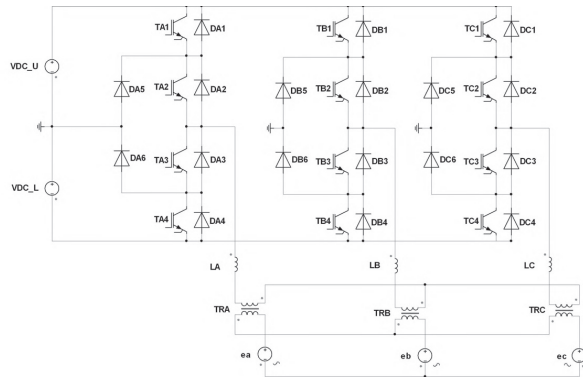 TA1 DA1 TB1 DB1 TC1 DC1
VDC_U
DA5 TA2 DA2 DB5 TB2 DB2 DC5 TC2 DC2
DA6 TA3 DA3 DB6 TB3 DB3 DC6 TC3 DC3
VDC_L
TA4 DA4 TB4 DB4 TC4 DC4
LA LB LC
TRA TRB TRC
ea eb ec